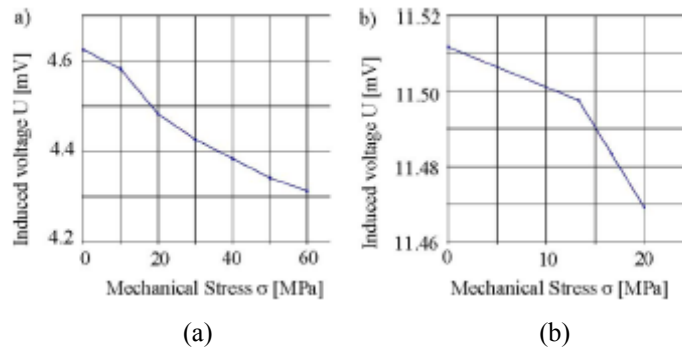 a)
Induced voltage U [mV]
4.6
4.4
4.2
0 20 40 60
Mechanical Stress σ [MPa]
(a)
b)
Induced voltage U [mV]
11.52
11.50
11.48
11.46
0 10 20
Mechanical Stress σ [MPa]
(b)